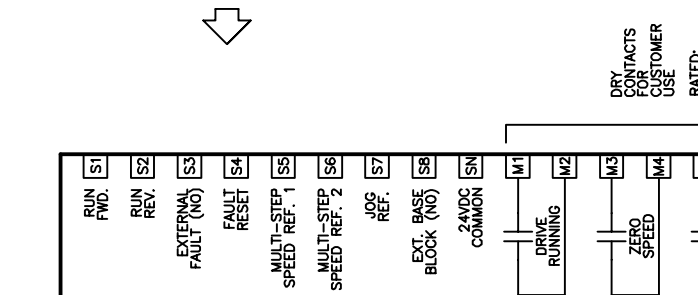 DRY
CONTACTS
FOR
CUSTOMER
USE
RATED:
S1
S2
S3
S4
S5
S6
S7
S8
SN
M1
M2
M3
M4
RUN
FWD.
RUN
REV.
EXTERNAL
FAULT (NO)
FAULT
RESET
MULTI-STEP
SPEED REF. 1
MULTI-STEP
SPEED REF. 2
JOG
REF.
EXT. BASE
BLOCK (NO)
24VDC
COMMON
DRIVE
RUNNING
ZERO
SPEED